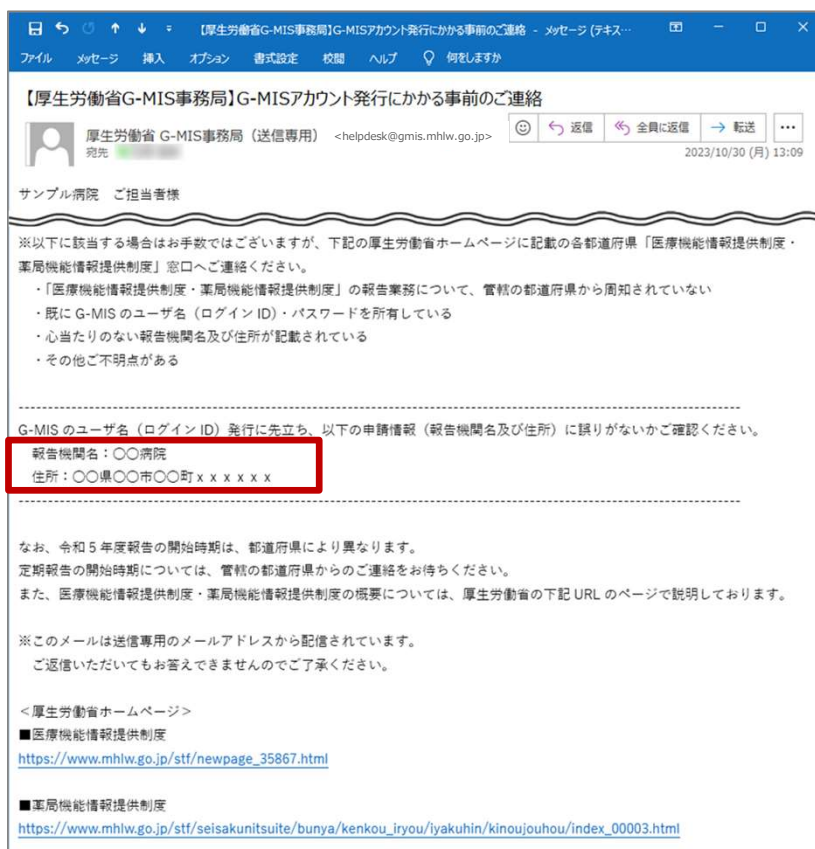 【厚生労働省G-MIS事務局】G-MISアカウント発行にかかる事前のご連絡 - メッセージ (テキス…
ファイル メッセージ 挿入 オプション 書式設定 校閲 ヘルプ 何をしますか
【厚生労働省G-MIS事務局】G-MISアカウント発行にかかる事前のご連絡
厚生労働省 G-MIS事務局（送信専用） <helpdesk@gmis.mhlw.go.jp>
返信 全員に返信 転送 …
宛先
2023/10/30 (月) 13:09
サンプル病院 ご担当者様
※以下に該当する場合はお手数ではございますが、下記の厚生労働省ホームページに記載の各都道府県「医療機能情報提供制度・
薬局機能情報提供制度」窓口へご連絡ください。
・「医療機能情報提供制度・薬局機能情報提供制度」の報告業務について、管轄の都道府県から周知されていない
・既に G-MIS のユーザ名（ログイン ID）・パスワードを所有している
・心当たりのない報告機関名及び住所が記載されている
・その他ご不明点がある
G-MIS のユーザ名（ログイン ID）発行に先立ち、以下の申請情報（報告機関名及び住所）に誤りがないかご確認ください。
報告機関名：〇〇病院
住所：〇〇県〇〇市〇〇町ｘｘｘｘｘｘ
なお、令和５年度報告の開始時期は、都道府県により異なります。
定期報告の開始時期については、管轄の都道府県からのご連絡をお待ちください。
また、医療機能情報提供制度・薬局機能情報提供制度の概要については、厚生労働省の下記 URL のページで説明しております。
※このメールは送信専用のメールアドレスから配信されています。
ご返信いただいてもお答えできませんのでご了承ください。
＜厚生労働省ホームページ＞
■医療機能情報提供制度
https://www.mhlw.go.jp/stf/newpage_35867.html
■薬局機能情報提供制度
https://www.mhlw.go.jp/stf/seisakunitsuite/bunya/kenkou_iryou/iyakuhin/kinoujouhou/index_00003.html